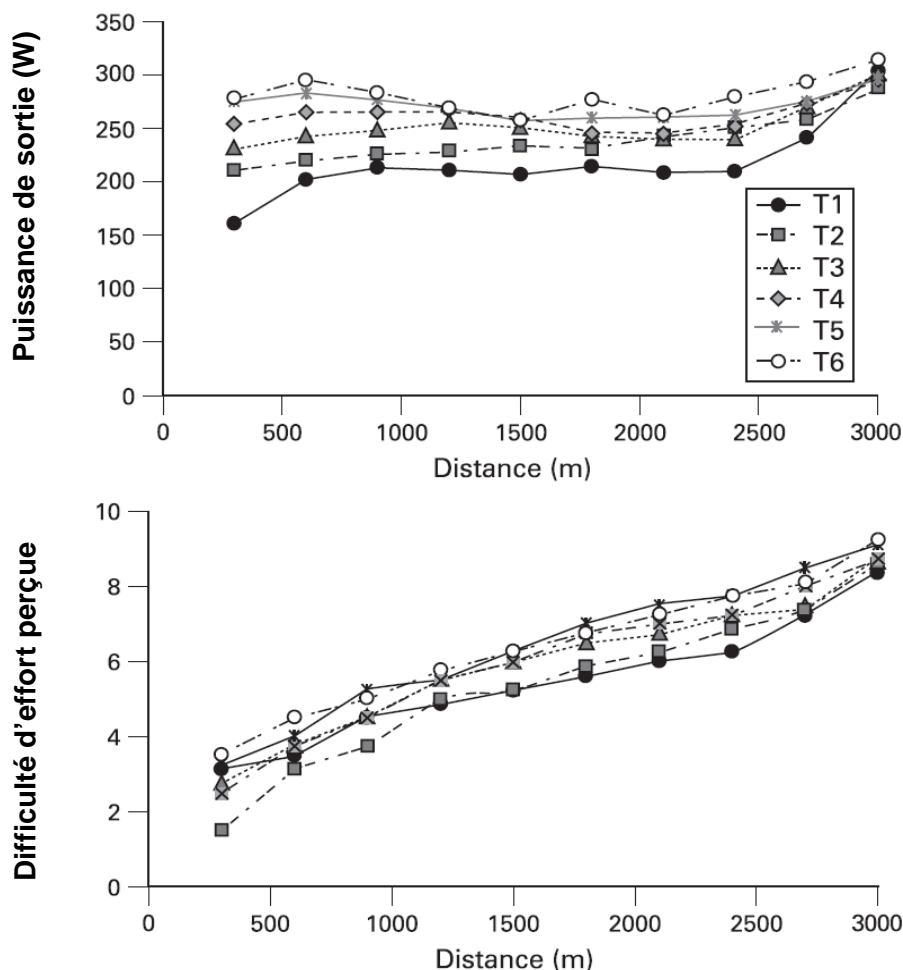 Puissance de sortie (W)
350
300
250
200
150
100
50
0
0 500 1000 1500 2000 2500 3000
Distance (m)
T1
T2
T3
T4
T5
T6
Difficulté d'effort perçue
10
8
6
4
2
0
0 500 1000 1500 2000 2500 3000
Distance (m)